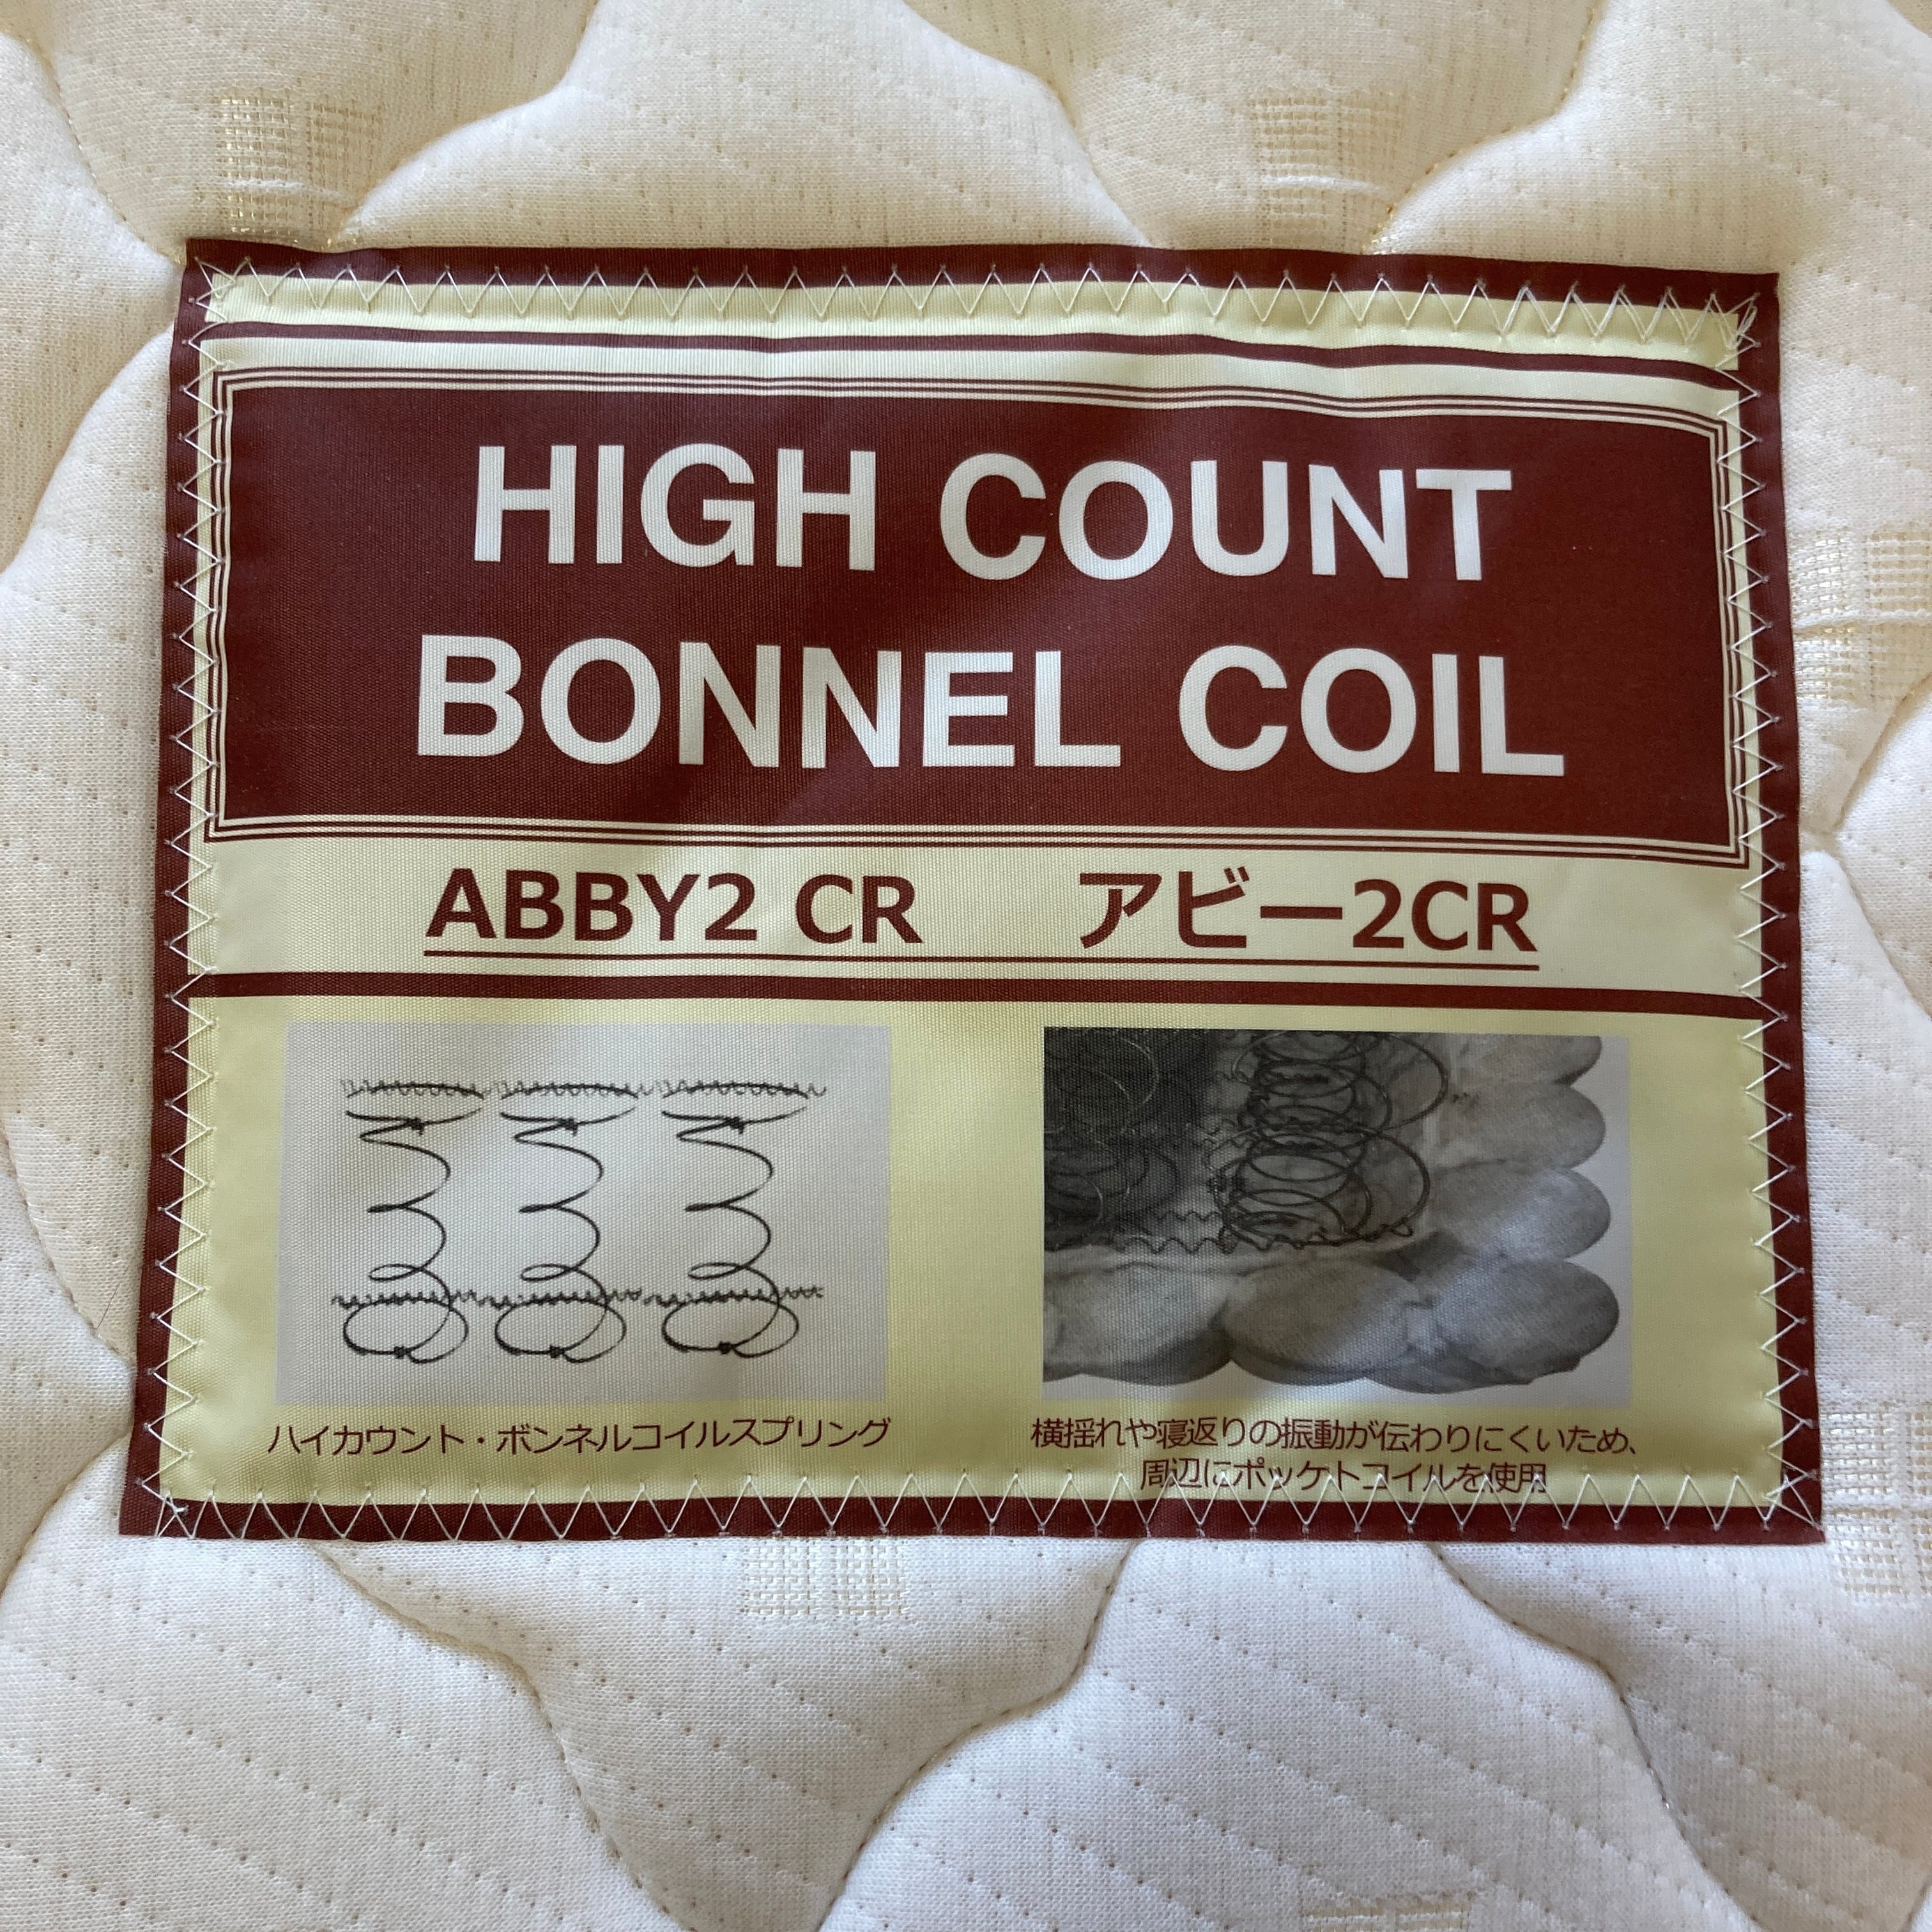 HIGH COUNT
BONNEL COIL
ABBY2 CR アビー2CR
ハイカウント・ボンネルコイルスプリング
横揺れや寝返りの振動が伝わりにくいため、
周辺にポッケトコイルを使用